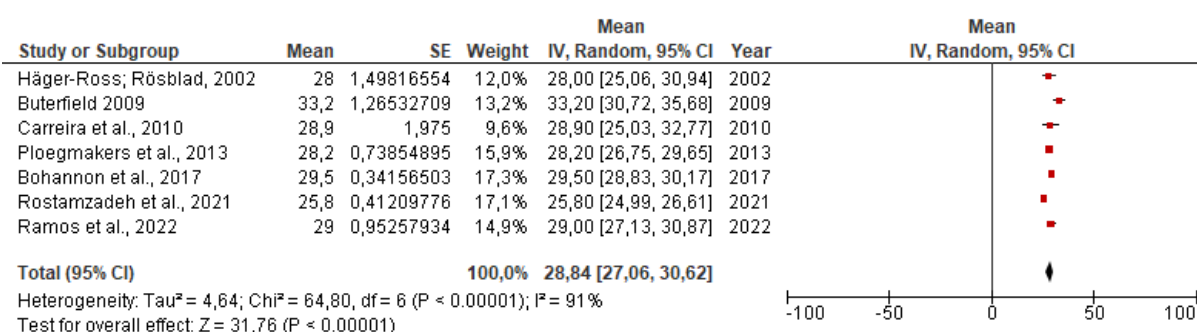 Mean Mean
Study or Subgroup Mean SE Weight IV, Random, 95% CI Year IV, Random, 95% CI
Häger-Ross; Rösblad, 2002 28 1,49816554 12,0% 28,00 [25,06, 30,94] 2002
Buterfield 2009 33,2 1,26532709 13,2% 33,20 [30,72, 35,68] 2009
Carreira et al., 2010 28,9 1,975 9,6% 28,90 [25,03, 32,77] 2010
Ploegmakers et al., 2013 28,2 0,73854895 15,9% 28,20 [26,75, 29,65] 2013
Bohannon et al., 2017 29,5 0,34156503 17,3% 29,50 [28,83, 30,17] 2017
Rostamzadeh et al., 2021 25,8 0,41209776 17,1% 25,80 [24,99, 26,61] 2021
Ramos et al., 2022 29 0,95257934 14,9% 29,00 [27,13, 30,87] 2022
Total (95% CI) 100,0% 28,84 [27,06, 30,62]
Heterogeneity: Tau² = 4,64; Chi² = 64,80, df = 6 (P < 0.00001); I² = 91%
Test for overall effect: Z = 31,76 (P < 0.00001)
-100 -50 0 50 100